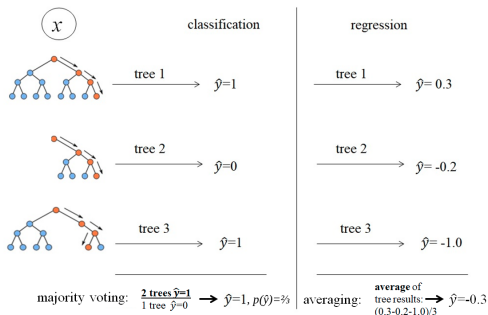 x
classification
regression
tree 1
ŷ=1
tree 1
ŷ= 0.3
tree 2
ŷ=0
tree 2
ŷ= -0.2
tree 3
ŷ=1
tree 3
ŷ= -1.0
majority voting:
2 trees ŷ=1
1 tree ŷ=0
ŷ=1, p(ŷ)=⅔
averaging:
average of
tree results:
(0.3-0.2-1.0)/3
ŷ=-0.3